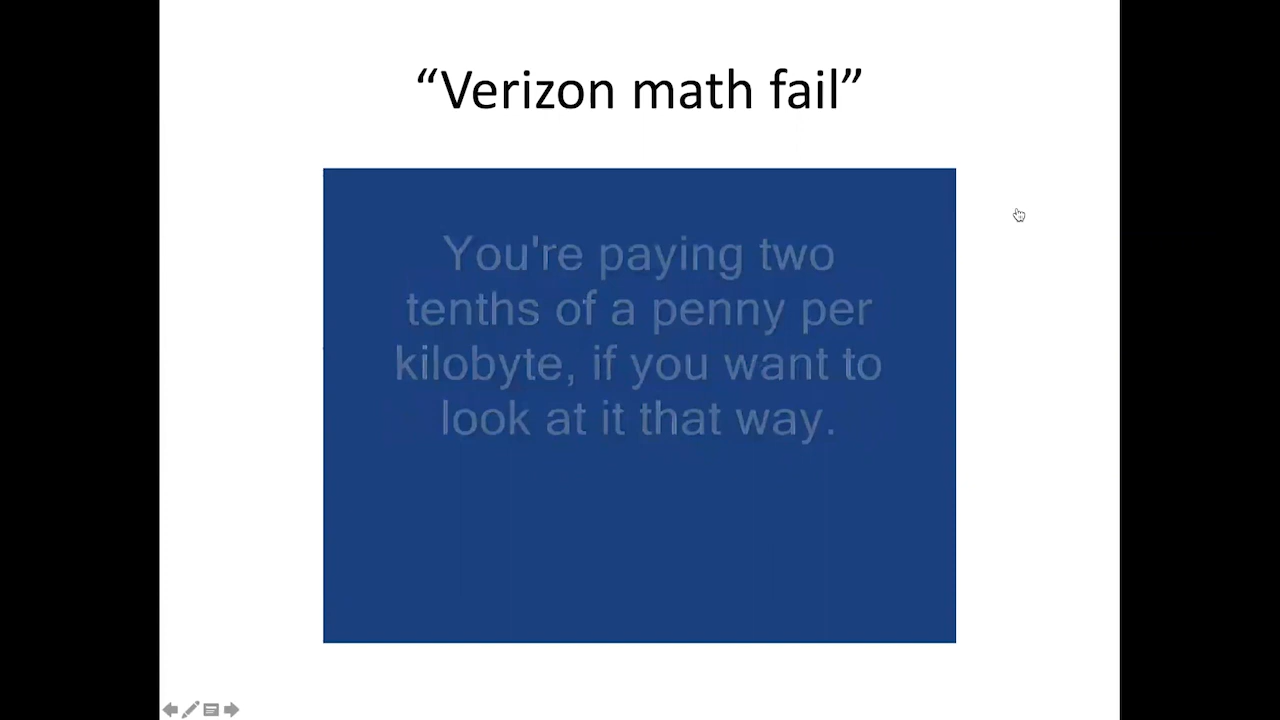 “Verizon math fail”
You're paying two
tenths of a penny per
kilobyte, if you want to
look at it that way.